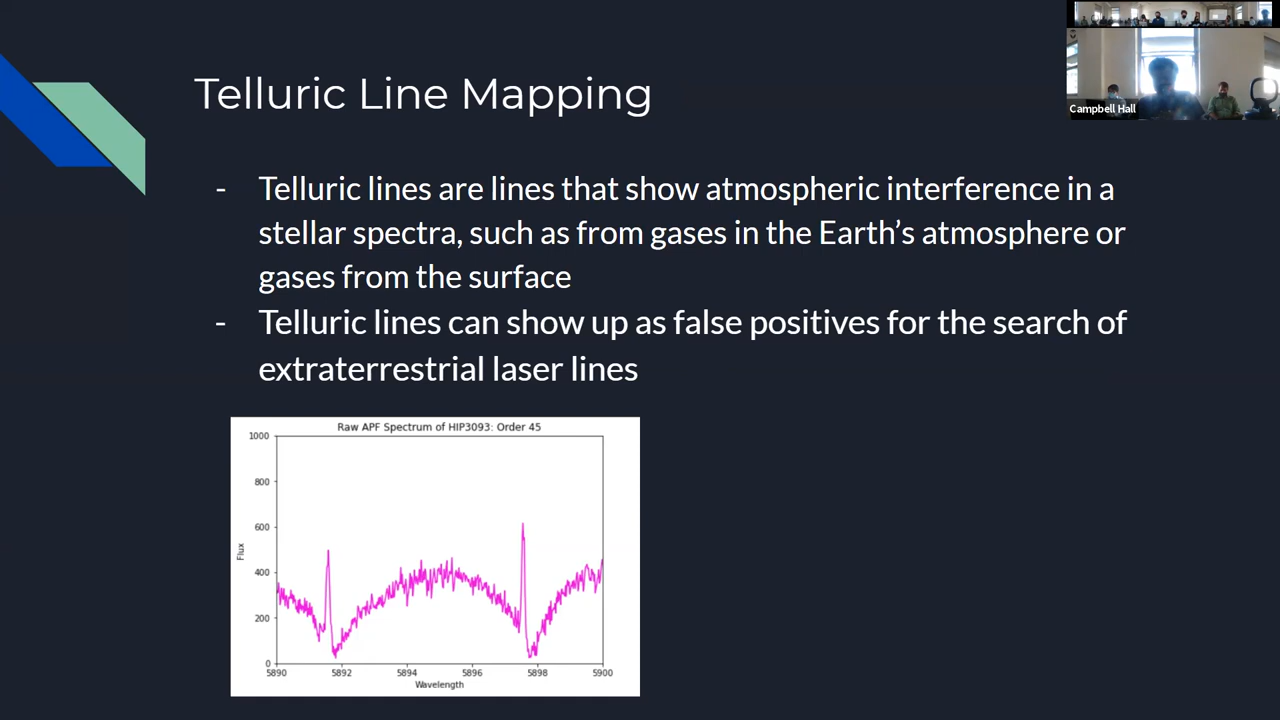 Campbell Hall
Telluric Line Mapping
- Telluric lines are lines that show atmospheric interference in a
stellar spectra, such as from gases in the Earth’s atmosphere or
gases from the surface
- Telluric lines can show up as false positives for the search of
extraterrestrial laser lines
Raw APF Spectrum of HIP3093: Order 45
1000
800
600
400
200
0
Flux
5890 5892 5894 5896 5898 5900
Wavelength